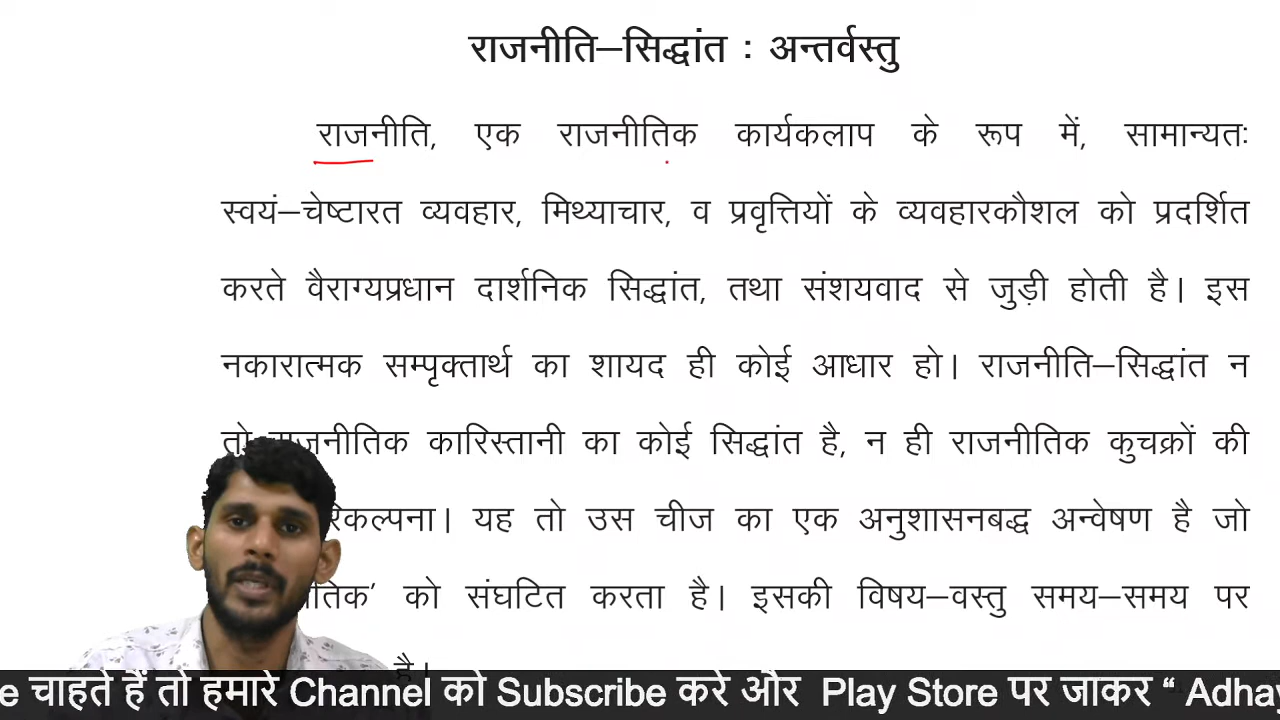 राजनीति–सिद्धांत : अन्तर्वस्तु
राजनीति, एक राजनीतिक कार्यकलाप के रूप में, सामान्यतः
स्वयं–चेष्टारत व्यवहार, मिथ्याचार, व प्रवृत्तियों के व्यवहारकौशल को प्रदर्शित
करते वैराग्यप्रधान दार्शनिक सिद्धांत, तथा संशयवाद से जुड़ी होती है। इस
नकारात्मक सम्पृक्तार्थ का शायद ही कोई आधार हो। राजनीति–सिद्धांत न
तो राजनीतिक कारिस्तानी का कोई सिद्धांत है, न ही राजनीतिक कुचक्रों की
रिकल्पना। यह तो उस चीज का एक अनुशासनबद्ध अन्वेषण है जो
तिक’ को संघटित करता है। इसकी विषय–वस्तु समय–समय पर
है।
e चाहते हैं तो हमारे Channel को Subscribe करे और Play Store पर जाकर “ Adhay